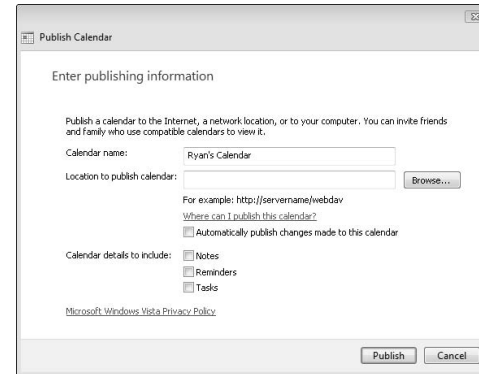 Publish Calendar
Enter publishing information
Publish a calendar to the Internet, a network location, or to your computer. You can invite friends
and family who use compatible calendars to view it.
Calendar name: Ryan's Calendar
Location to publish calendar: Browse...
For example: http://servername/webdav
Where can I publish this calendar?
Automatically publish changes made to this calendar
Calendar details to include: Notes
Reminders
Tasks
Microsoft Windows Vista Privacy Policy
Publish Cancel